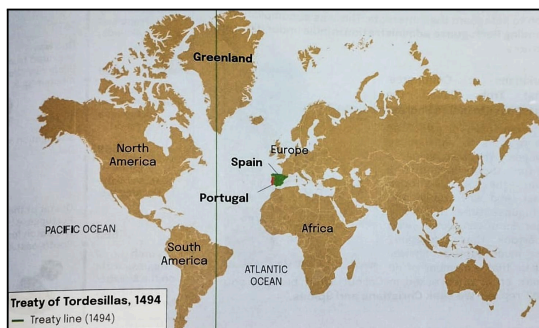 Greenland
North
America
Europe
Spain
Portugal
Africa
PACIFIC OCEAN
South
America
ATLANTIC
OCEAN
Treaty of Tordesillas, 1494
Treaty line (1494)